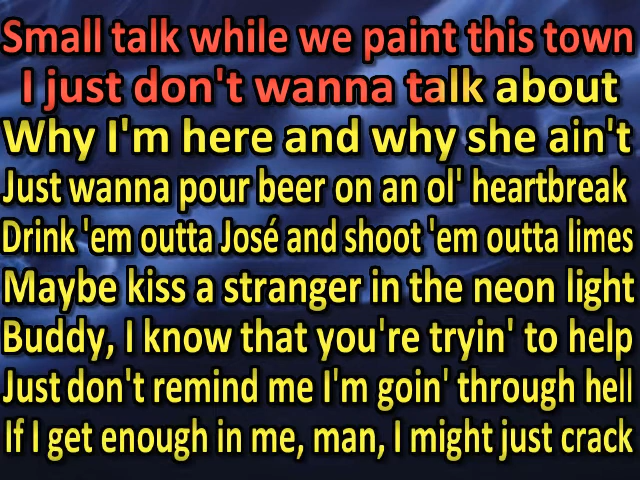 Small talk while we paint this town
I just don't wanna talk about
Why I'm here and why she ain't
Just wanna pour beer on an ol' heartbreak
Drink 'em outta José and shoot 'em outta limes
Maybe kiss a stranger in the neon light
Buddy, I know that you're tryin' to help
Just don't remind me I'm goin' through hell
If I get enough in me, man, I might just crack